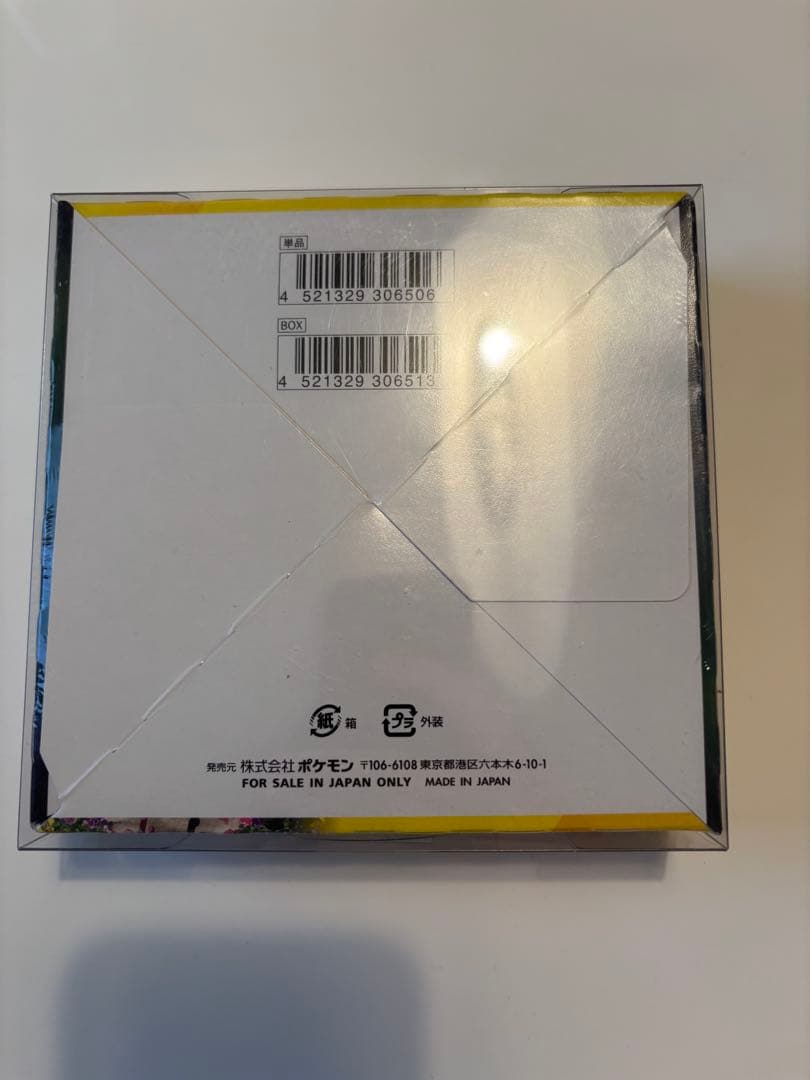 単品
4 521329 306506
BOX
4 521329 306513
紙 箱 プラ 外装
発売元 株式会社 ポケモン 〒106-6108 東京都港区六本木6-10-1
FOR SALE IN JAPAN ONLY MADE IN JAPAN